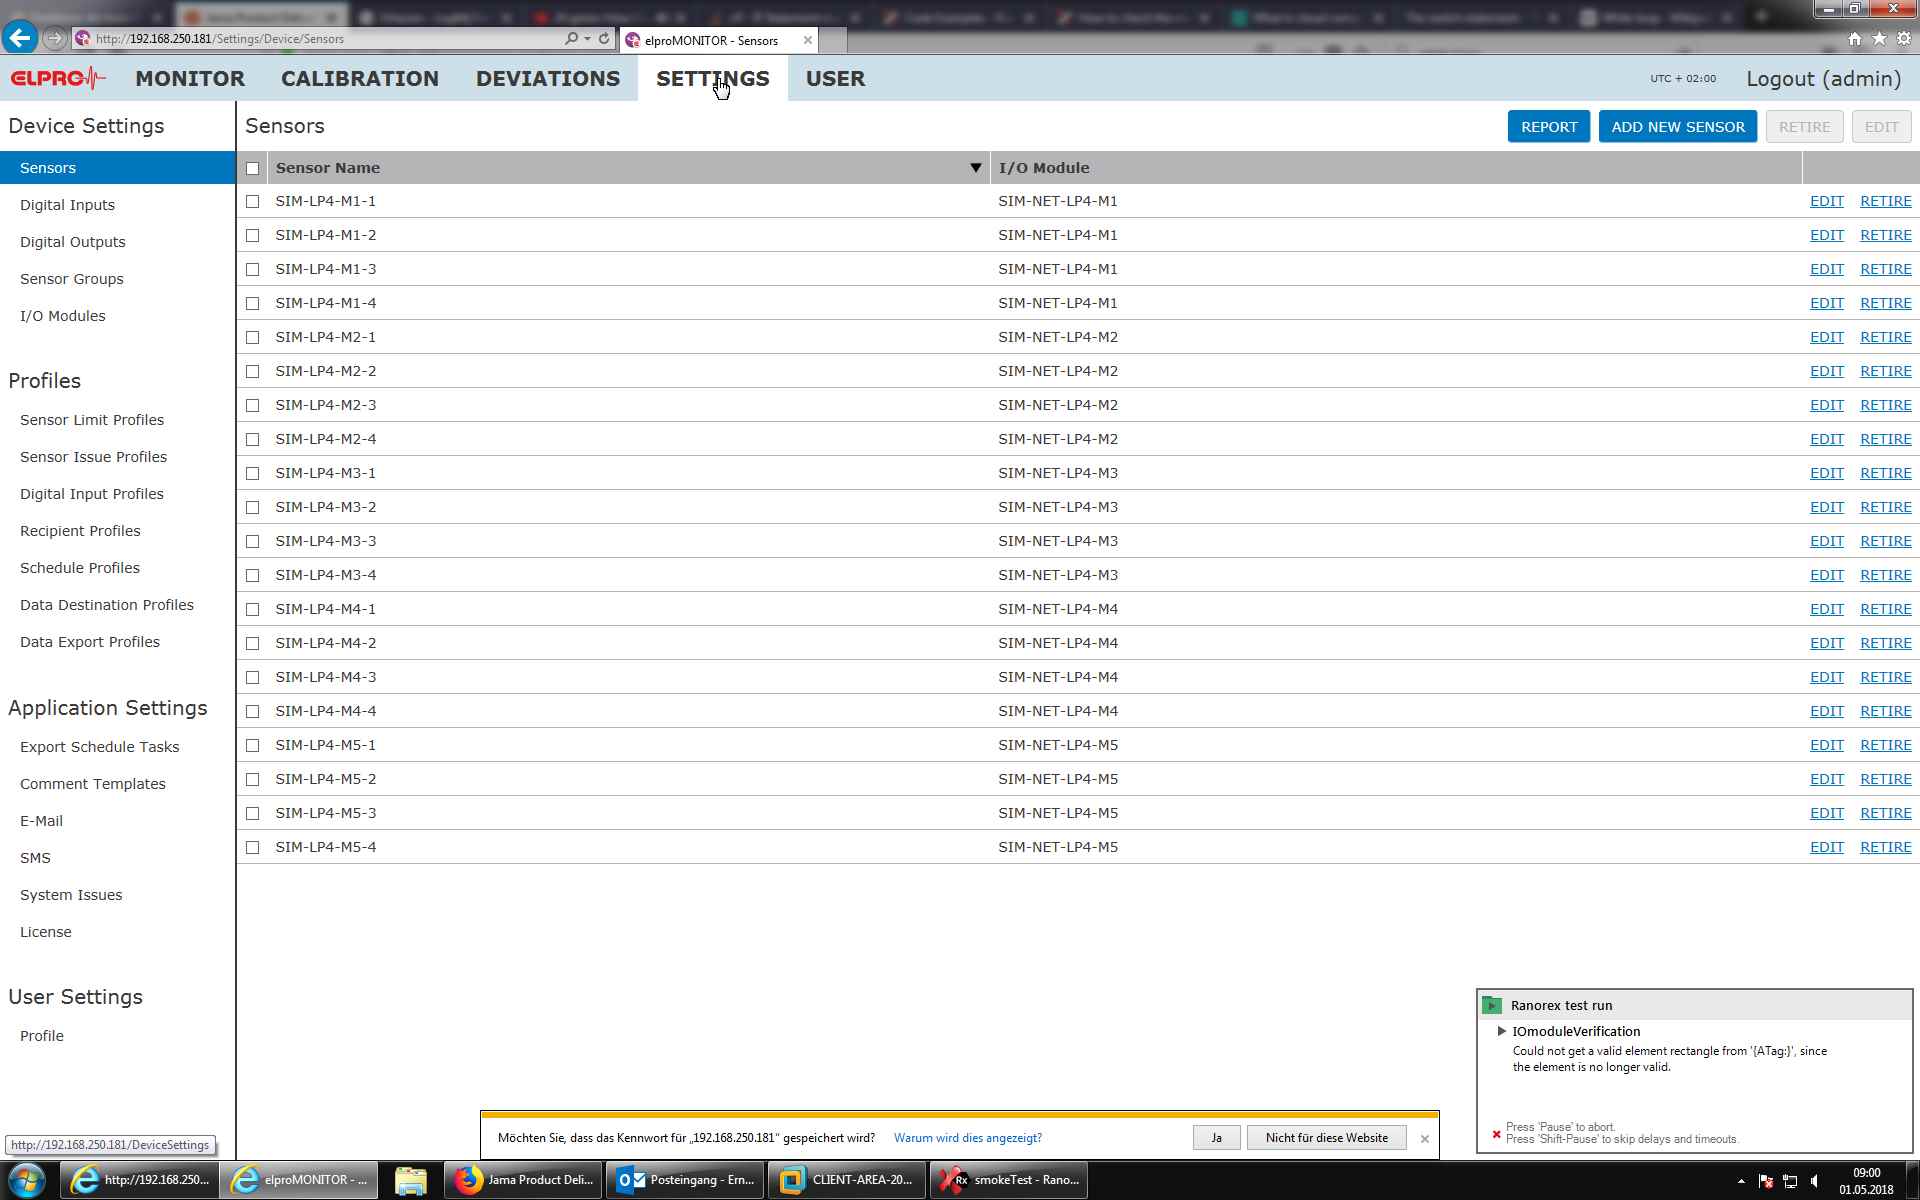 http://192.168.250.181/Settings/Device/Sensors
elproMONITOR - Sensors
ELPRO
MONITOR
CALIBRATION
DEVIATIONS
SETTINGS
USER
UTC + 02:00
Logout (admin)
Device Settings
Sensors
Digital Inputs
Digital Outputs
Sensor Groups
I/O Modules
Profiles
Sensor Limit Profiles
Sensor Issue Profiles
Digital Input Profiles
Recipient Profiles
Schedule Profiles
Data Destination Profiles
Data Export Profiles
Application Settings
Export Schedule Tasks
Comment Templates
E-Mail
SMS
System Issues
License
User Settings
Profile
Sensors
REPORT
ADD NEW SENSOR
RETIRE
EDIT
Sensor Name I/O Module
SIM-LP4-M1-1 SIM-NET-LP4-M1 EDIT RETIRE
SIM-LP4-M1-2 SIM-NET-LP4-M1 EDIT RETIRE
SIM-LP4-M1-3 SIM-NET-LP4-M1 EDIT RETIRE
SIM-LP4-M1-4 SIM-NET-LP4-M1 EDIT RETIRE
SIM-LP4-M2-1 SIM-NET-LP4-M2 EDIT RETIRE
SIM-LP4-M2-2 SIM-NET-LP4-M2 EDIT RETIRE
SIM-LP4-M2-3 SIM-NET-LP4-M2 EDIT RETIRE
SIM-LP4-M2-4 SIM-NET-LP4-M2 EDIT RETIRE
SIM-LP4-M3-1 SIM-NET-LP4-M3 EDIT RETIRE
SIM-LP4-M3-2 SIM-NET-LP4-M3 EDIT RETIRE
SIM-LP4-M3-3 SIM-NET-LP4-M3 EDIT RETIRE
SIM-LP4-M3-4 SIM-NET-LP4-M3 EDIT RETIRE
SIM-LP4-M4-1 SIM-NET-LP4-M4 EDIT RETIRE
SIM-LP4-M4-2 SIM-NET-LP4-M4 EDIT RETIRE
SIM-LP4-M4-3 SIM-NET-LP4-M4 EDIT RETIRE
SIM-LP4-M4-4 SIM-NET-LP4-M4 EDIT RETIRE
SIM-LP4-M5-1 SIM-NET-LP4-M5 EDIT RETIRE
SIM-LP4-M5-2 SIM-NET-LP4-M5 EDIT RETIRE
SIM-LP4-M5-3 SIM-NET-LP4-M5 EDIT RETIRE
SIM-LP4-M5-4 SIM-NET-LP4-M5 EDIT RETIRE
Ranorex test run
IOmoduleVerification
Could not get a valid element rectangle from '{ATag:}', since
the element is no longer valid.
Press 'Pause' to abort.
Press 'Shift-Pause' to skip delays and timeouts.
Möchten Sie, dass das Kennwort für „192.168.250.181“ gespeichert wird?
Warum wird dies angezeigt?
Ja
Nicht für diese Website
http://192.168.250.181/DeviceSettings
http://192.168.250...
elproMONITOR - ...
Jama Product Deli...
Posteingang - Ern...
CLIENT-AREA-20...
Rx
smokeTest - Rano...
09:00
01.05.2018